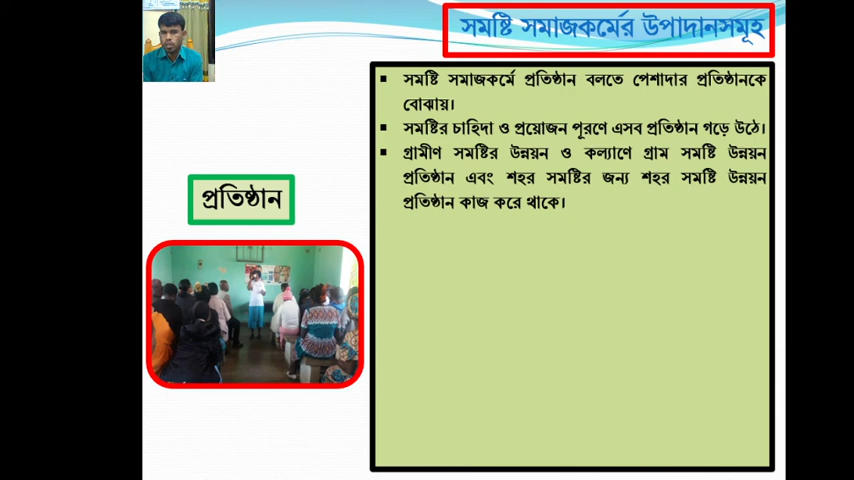 সমষ্টি সমাজকর্মের উপাদানসমূহ
▪ সমষ্টি সমাজকর্মে প্রতিষ্ঠান বলতে পেশাদার প্রতিষ্ঠানকে
বোঝায়।
▪ সমষ্টির চাহিদা ও প্রয়োজন পূরণে এসব প্রতিষ্ঠান গড়ে উঠে।
▪ গ্রামীণ সমষ্টির উন্নয়ন ও কল্যাণে গ্রাম সমষ্টি উন্নয়ন
প্রতিষ্ঠান এবং শহর সমষ্টির জন্য শহর সমষ্টি উন্নয়ন
প্রতিষ্ঠান কাজ করে থাকে।
প্রতিষ্ঠান